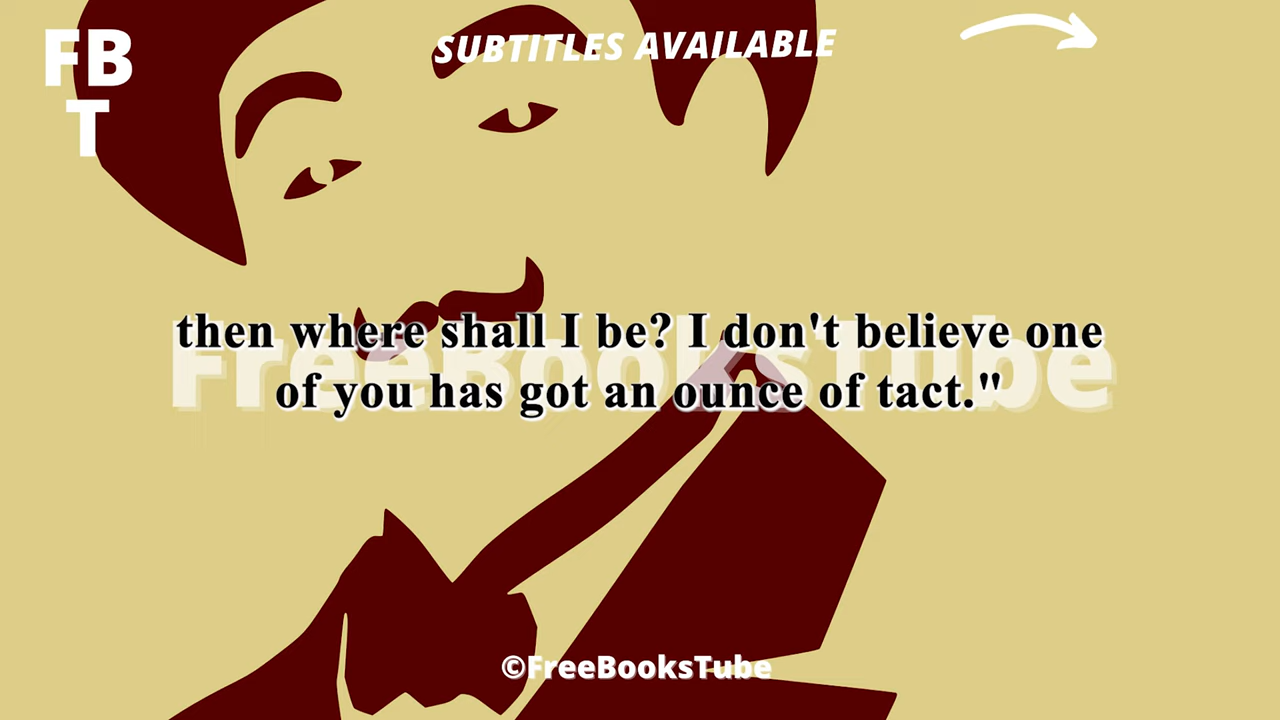 FB
T
SUBTITLES AVAILABLE
then where shall I be? I don't believe one
of you has got an ounce of tact."
FreeBooksTube
©FreeBooksTube